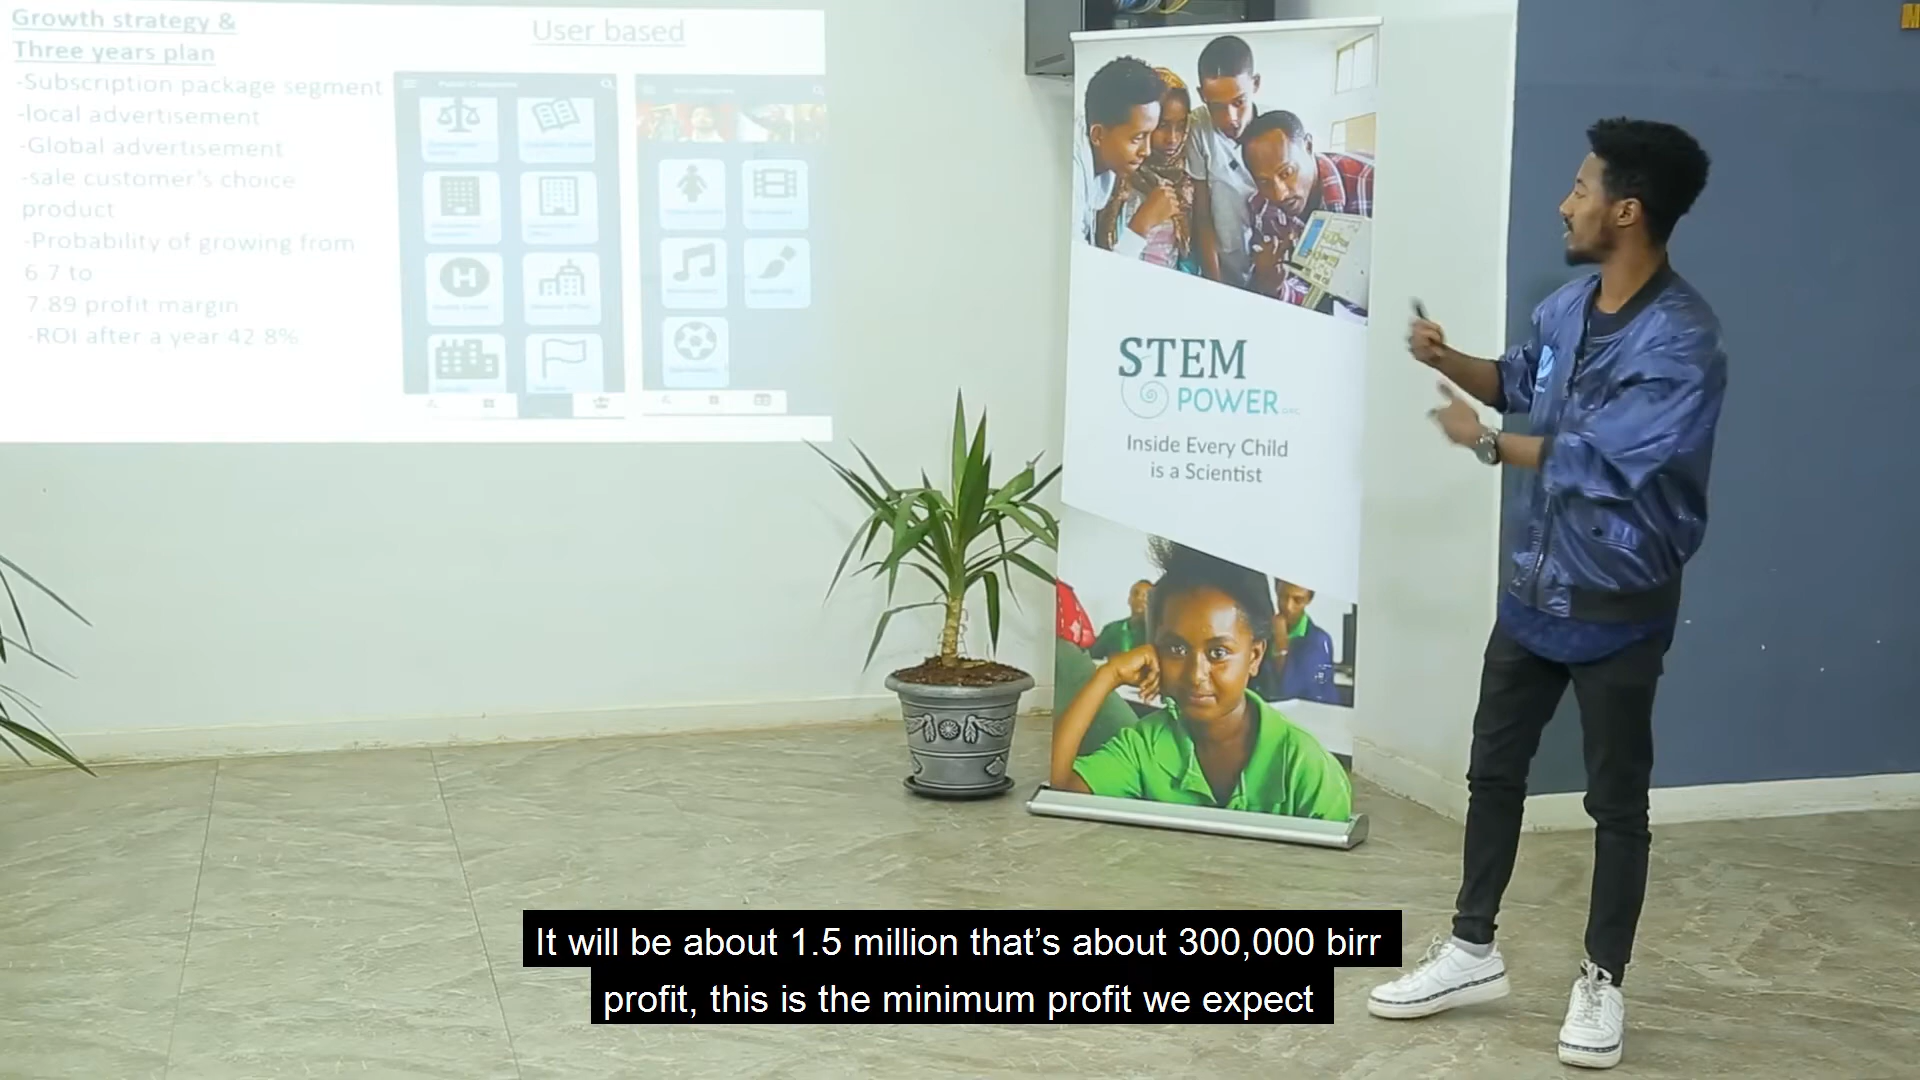 Growth strategy &
Three years plan
-Subscription package segment
-local advertisement
-Global advertisement
-sale customer's choice
product
-Probability of growing from
6 7 to
7.89 profit margin
-ROI after a year 42 8%
User based
H
STEM
POWER
Inside Every Child
is a Scientist
It will be about 1.5 million that’s about 300,000 birr
profit, this is the minimum profit we expect